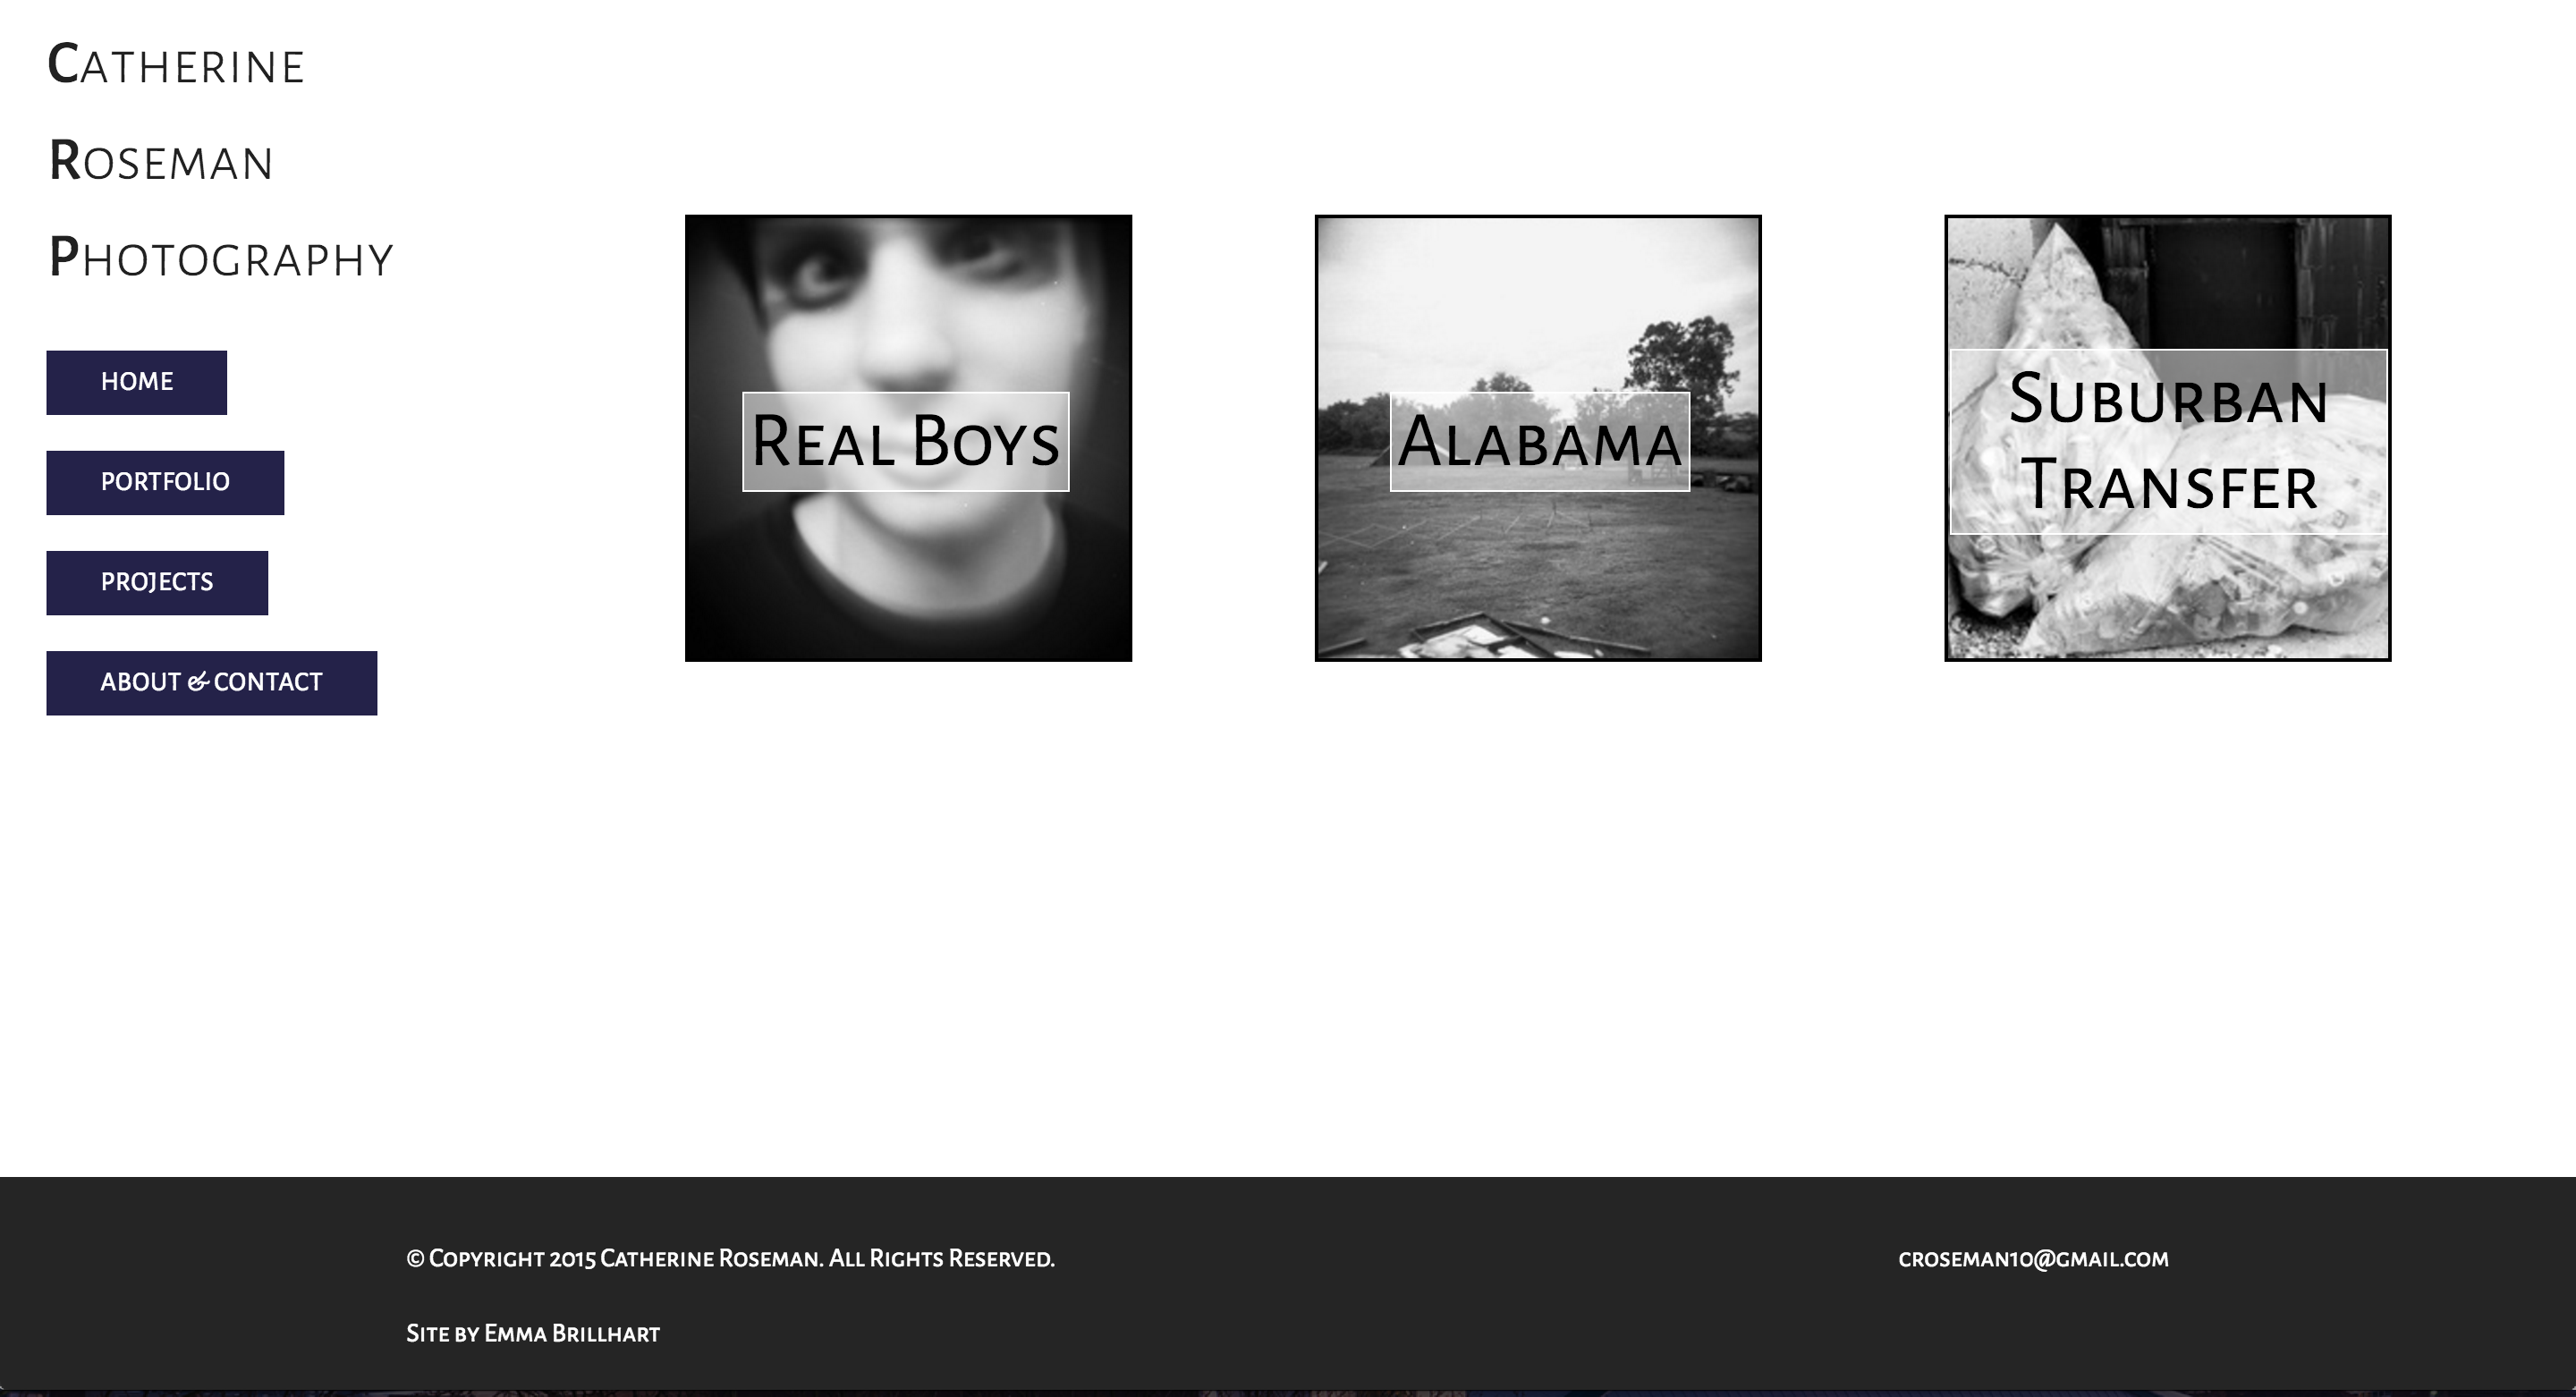 Catherine
Roseman
Photography
HOME
PORTFOLIO
PROJECTS
ABOUT & CONTACT
Real Boys
Alabama
Suburban
Transfer
© Copyright 2015 Catherine Roseman. All Rights Reserved.
croseman10@gmail.com
Site by Emma Brillhart